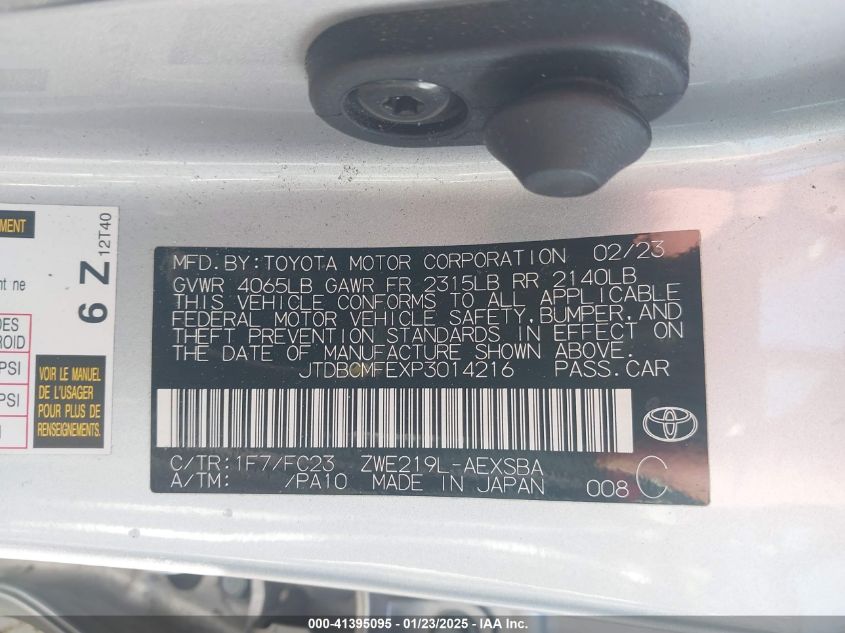 MENT
nt ne
DES
ROID
PSI
PSI
VOIR LE MANUEL
DE L'USAGER
POUR PLUS DE
RENSEIGNEMENTS.
6 Z 12T40
MFD. BY: TOYOTA MOTOR CORPORATION 02/23
GVWR 4065LB GAWR FR 2315LB RR 2140LB
THIS VEHICLE CONFORMS TO ALL APPLICABLE
FEDERAL MOTOR VEHICLE SAFETY, BUMPER, AND
THEFT PREVENTION STANDARDS IN EFFECT ON
THE DATE OF MANUFACTURE SHOWN ABOVE.
JTDBCMFEXP3014216 PASS.CAR
C/TR:1F7/FC23 ZWE219L-AEXSBA
A/TM: /PA10 MADE IN JAPAN 008 C
000-41395095 - 01/23/2025 - IAA Inc.